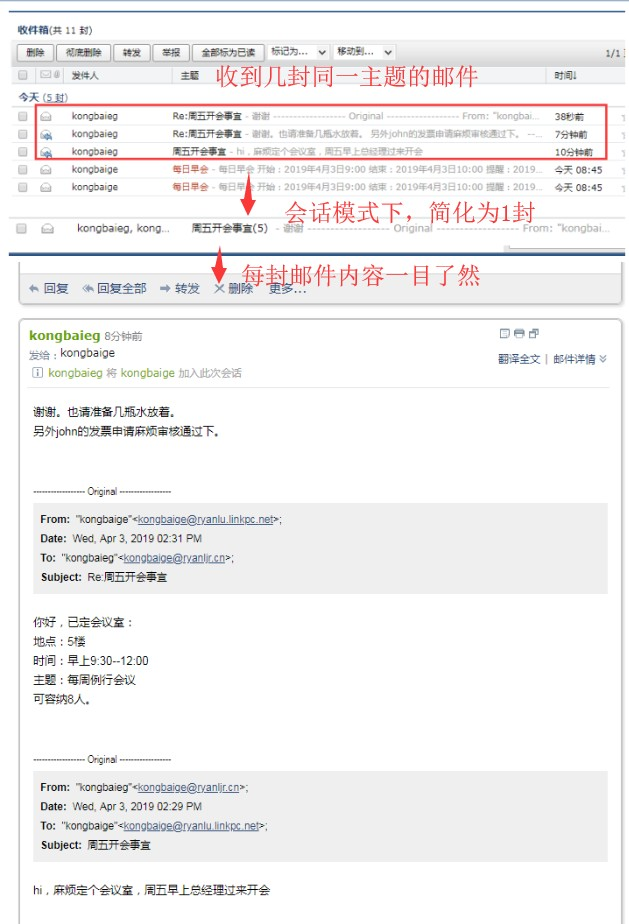 收件箱(共 11 封)
删除 彻底删除 转发 举报 全部标为已读 标记为... 移动到... 1/1
发件人 主题 时间↓
收到几封同一主题的邮件
今天 (5 封)
kongbaieg Re:周五开会事宜 - 谢谢 ------------------ Original ------------------ From: "kongbai... 38秒前
kongbaieg Re:周五开会事宜 - 谢谢。也请准备几瓶水放着。 另外john的发票申请麻烦审核通过下。 --... 7分钟前
kongbaieg 周五开会事宜 - hi，麻烦定个会议室，周五早上总经理过来开会 10分钟前
kongbaige 每日早会 - 每日早会 开始：2019年4月3日9:00 结束：2019年4月3日10:00 提醒：2019... 今天 08:45
kongbaige 每日早会 - 每日早会 开始：2019年4月3日9:00 结束：2019年4月3日10:00 提醒：2019... 今天 08:45
会话模式下，简化为1封
kongbaieg, kong... 周五开会事宜(5) - 谢谢 ------------------ Original ------------------ From: "kongbai...
每封邮件内容一目了然
回复 回复全部 转发 删除 更多...
kongbaieg 8分钟前
发给：kongbaige
翻译全文 | 邮件详情
kongbaieg 将 kongbaige 加入此次会话
谢谢。也请准备几瓶水放着。
另外john的发票申请麻烦审核通过下。
------------------ Original ------------------
From: "kongbaige"<kongbaige@ryanlu.linkpc.net>;
Date: Wed, Apr 3, 2019 02:31 PM
To: "kongbaieg"<kongbaige@ryanljr.cn>;
Subject: Re:周五开会事宜
你好，已定会议室：
地点：5楼
时间：早上9:30--12:00
主题：每周例行会议
可容纳8人。
------------------ Original ------------------
From: "kongbaieg"<kongbaige@ryanljr.cn>;
Date: Wed, Apr 3, 2019 02:29 PM
To: "kongbaige"<kongbaige@ryanlu.linkpc.net>;
Subject: 周五开会事宜
hi，麻烦定个会议室，周五早上总经理过来开会